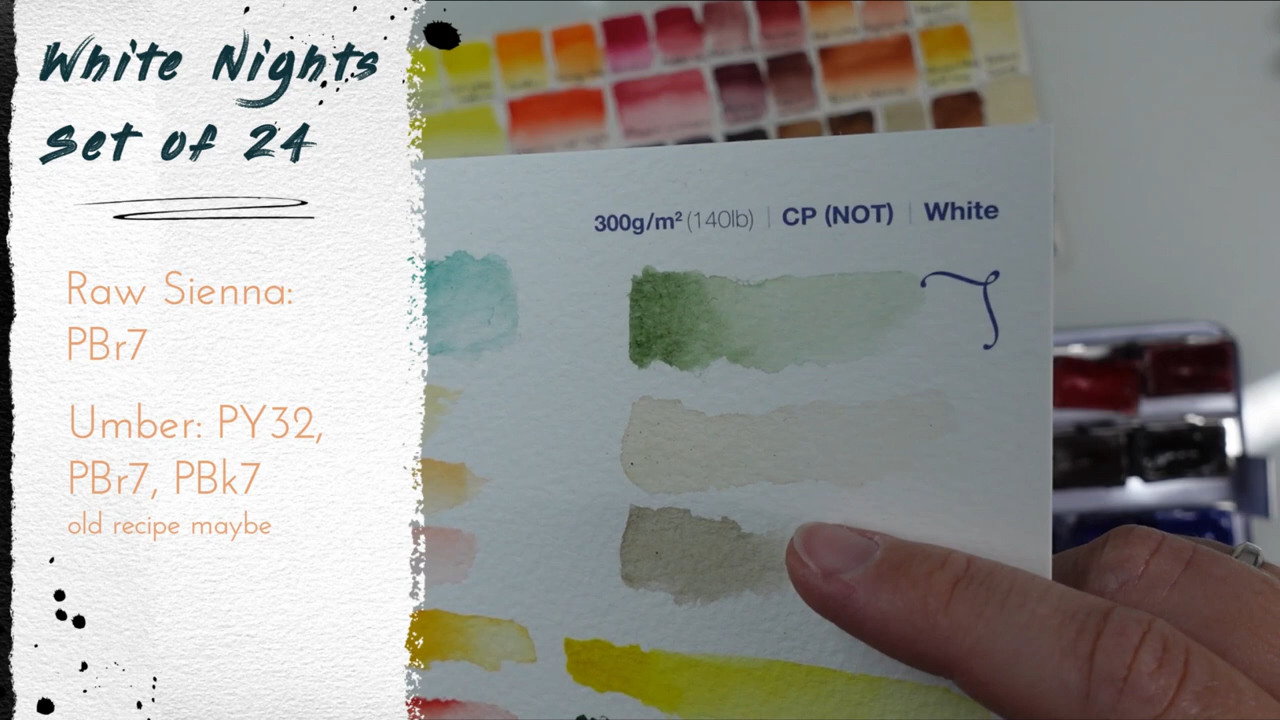 White Nights
Set of 24
Raw Sienna:
PBr7
Umber: PY32,
PBr7, PBk7
old recipe maybe
300g/m² (140lb) | CP (NOT) | White